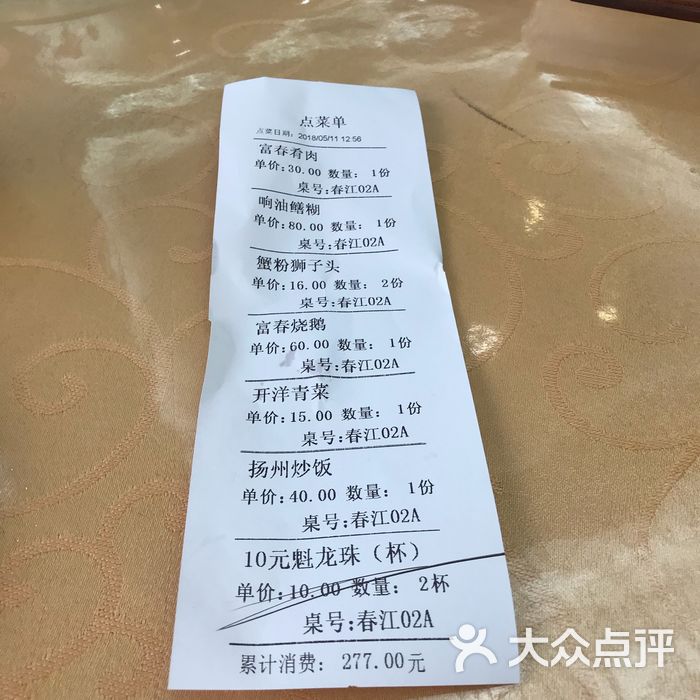 点菜单
点菜日期：2018/05/11 12:56
富春肴肉
单价:30.00 数量： 1份
桌号:春江02A
响油鳝糊
单价:80.00 数量： 1份
桌号:春江02A
蟹粉狮子头
单价:16.00 数量： 2份
桌号:春江02A
富春烧鹅
单价:60.00 数量： 1份
桌号:春江02A
开洋青菜
单价:15.00 数量： 1份
桌号:春江02A
扬州炒饭
单价:40.00 数量： 1份
桌号:春江02A
10元魁龙珠（杯）
单价:10.00 数量： 2杯
桌号:春江02A
累计消费: 277.00元
大众点评